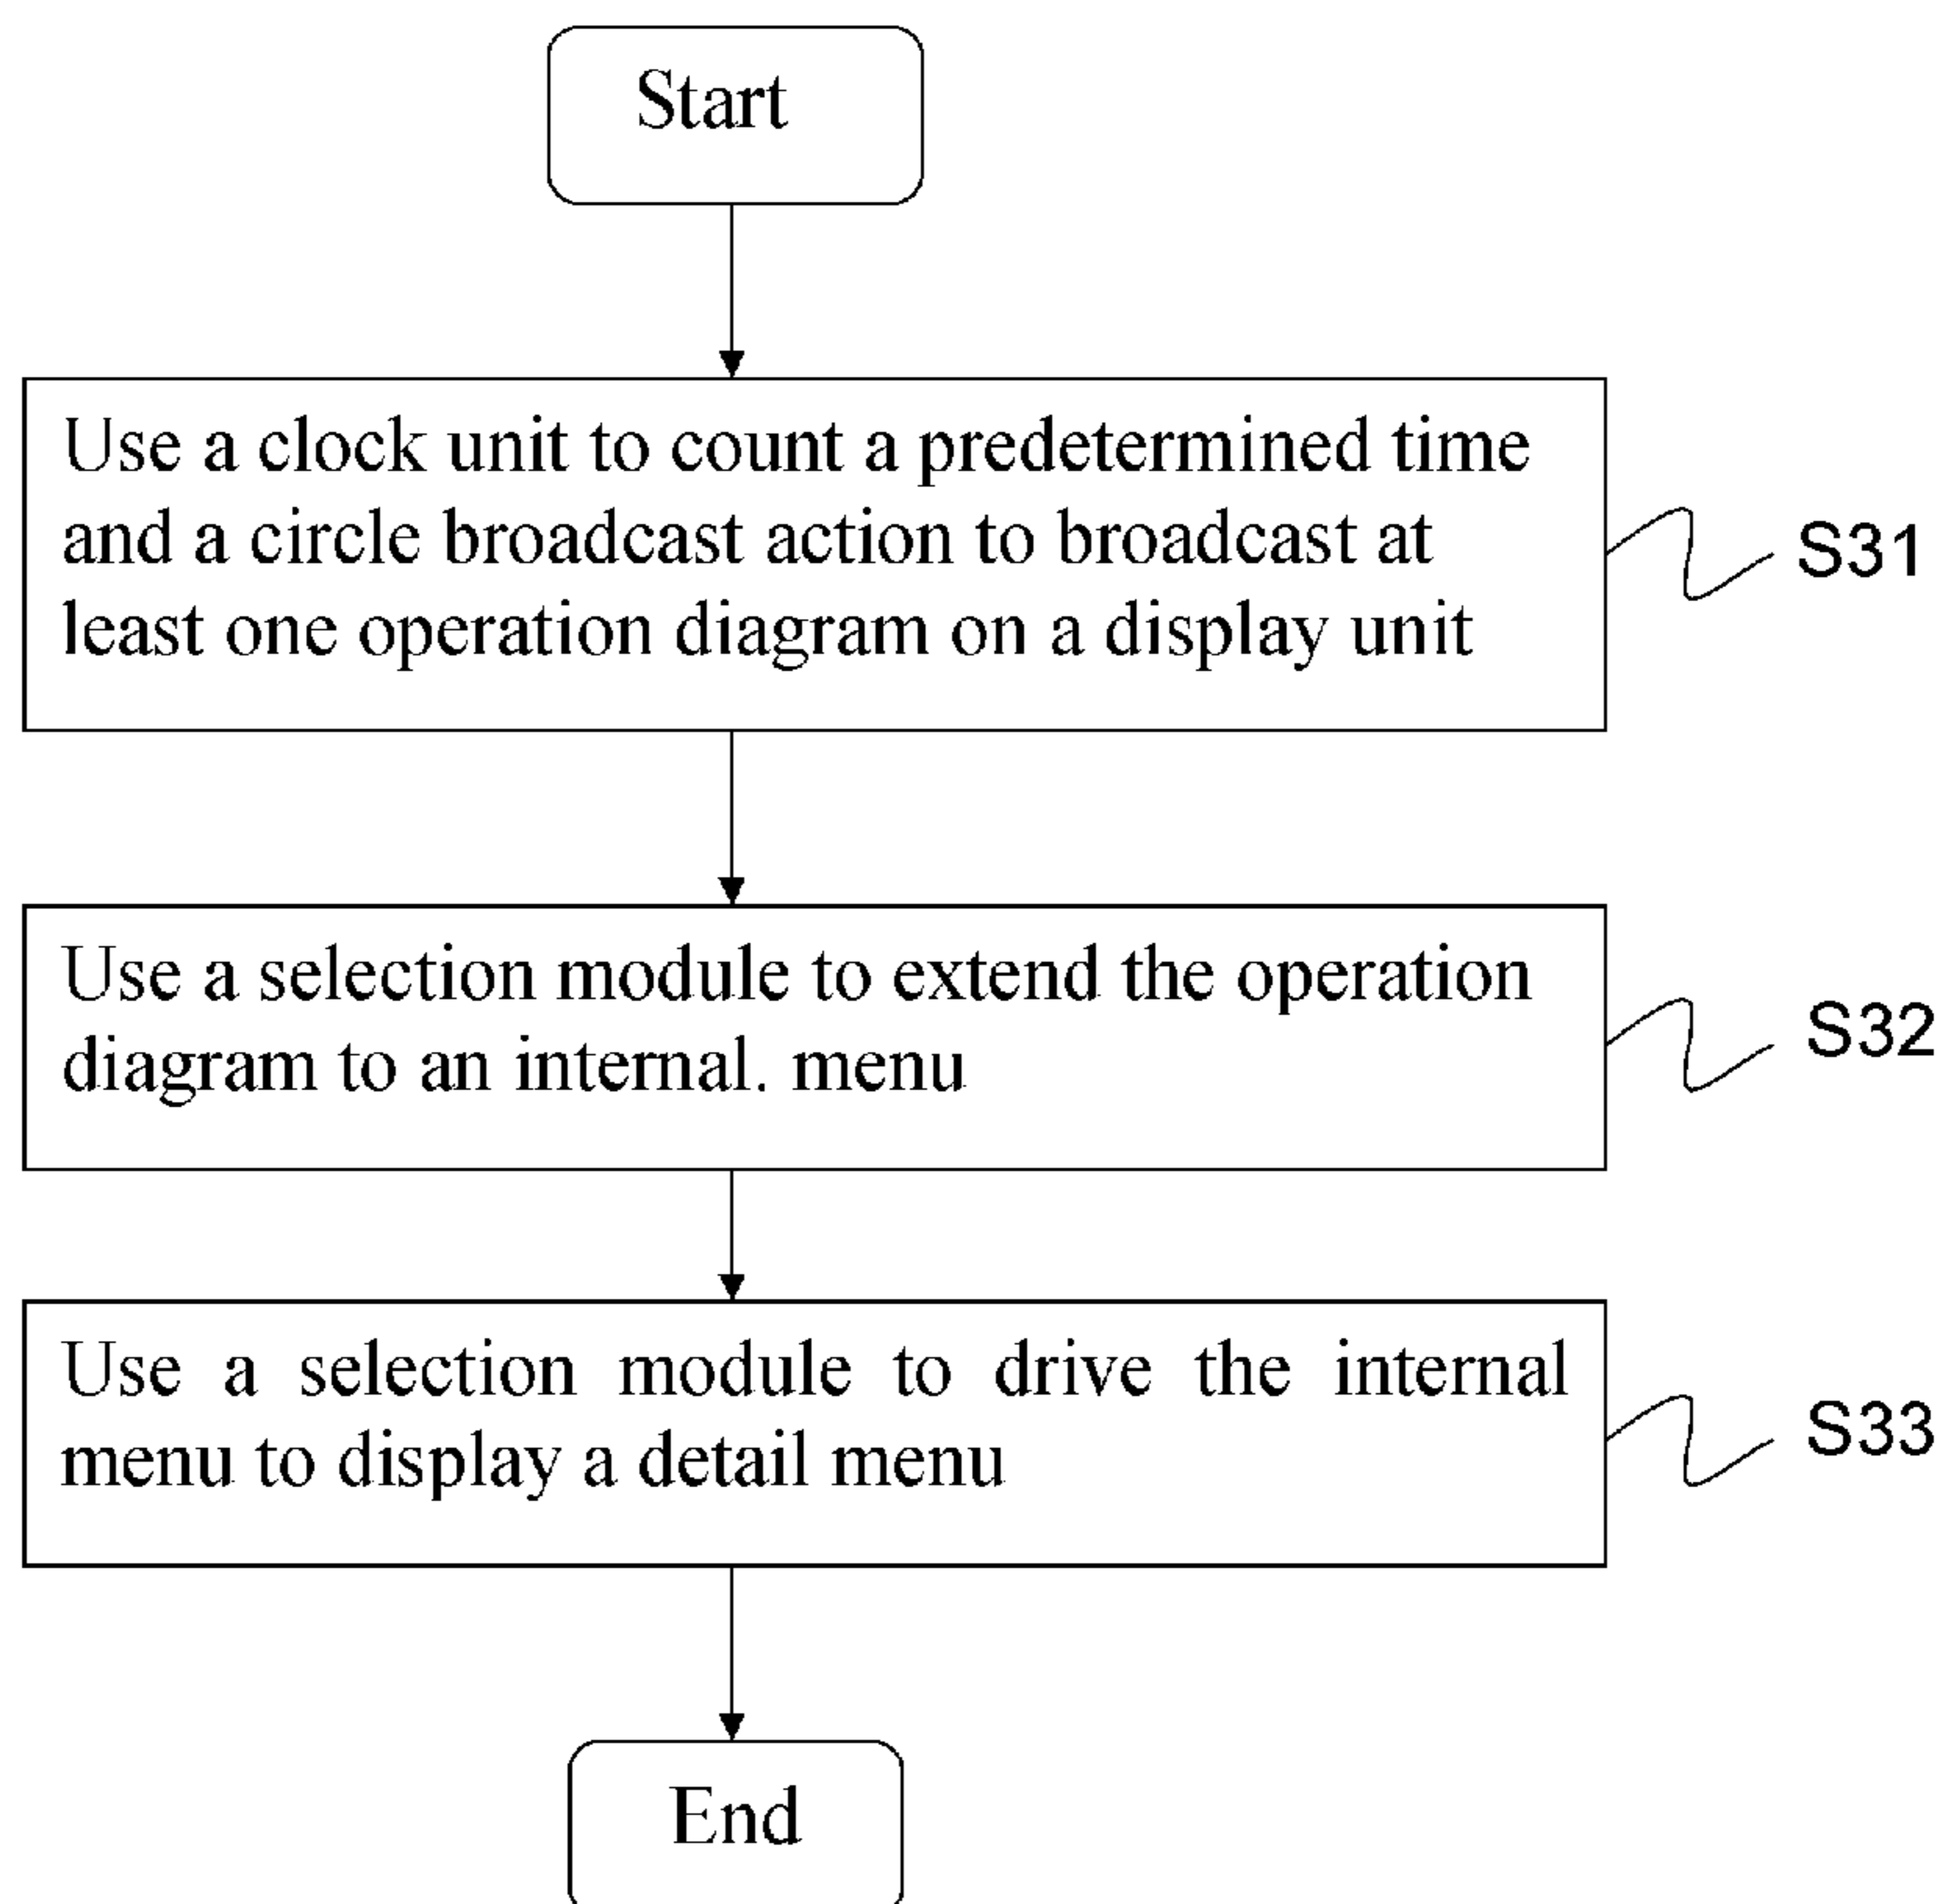 Start
Use a clock unit to count a predetermined time
and a circle broadcast action to broadcast at
least one operation diagram on a display unit
S31
Use a selection module to extend the operation
diagram to an internal. menu
S32
Use a selection module to drive the internal
menu to display a detail menu
S33
End